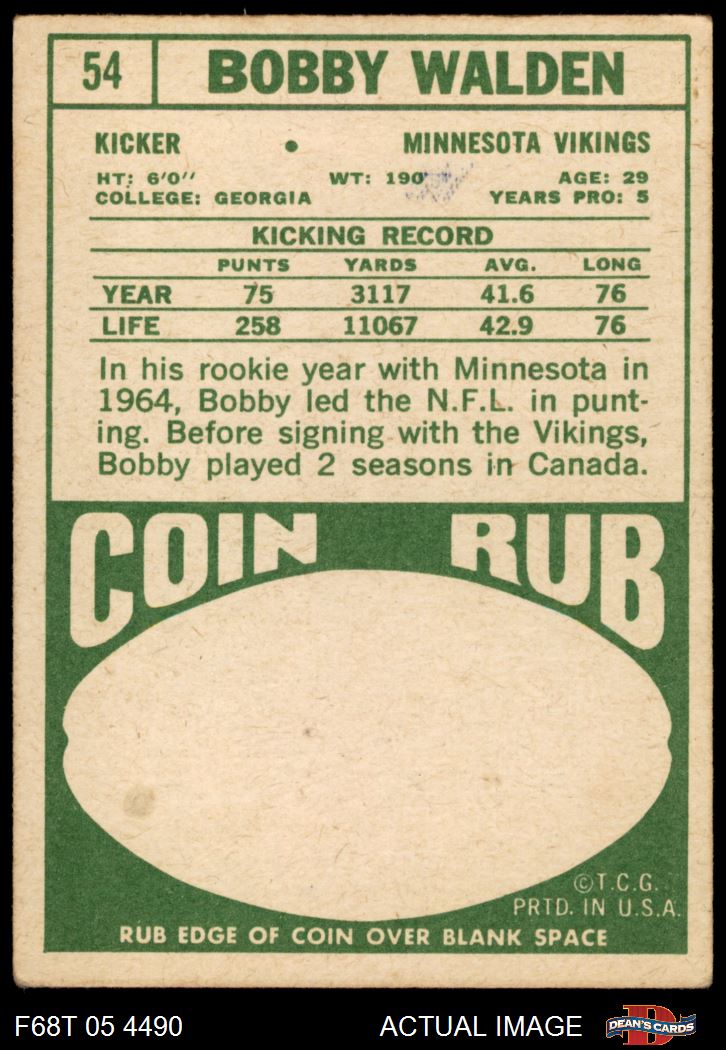 54 BOBBY WALDEN
KICKER • MINNESOTA VIKINGS
HT: 6'0'' WT: 190 AGE: 29
COLLEGE: GEORGIA YEARS PRO: 5
KICKING RECORD
PUNTS YARDS AVG. LONG
YEAR 75 3117 41.6 76
LIFE 258 11067 42.9 76
In his rookie year with Minnesota in
1964, Bobby led the N.F.L. in punt-
ing. Before signing with the Vikings,
Bobby played 2 seasons in Canada.
COIN RUB
©T.C.G.
PRTD. IN U.S.A.
RUB EDGE OF COIN OVER BLANK SPACE
F68T 05 4490 ACTUAL IMAGE D DEAN'S CARDS